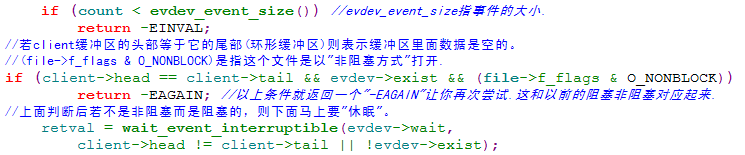 if (count < evdev_event_size()) //evdev_event_size指事件的大小.
return -EINVAL;
//若client缓冲区的头部等于它的尾部(环形缓冲区)则表示缓冲区里面数据是空的。
//(file->f_flags & O_NONBLOCK)是指这个文件是以"非阻塞方式"打开.
if (client->head == client->tail && evdev->exist && (file->f_flags & O_NONBLOCK))
return -EAGAIN; //以上条件就返回一个"-EAGAIN"让你再次尝试.这和以前的阻塞非阻塞对应起来.
//上面判断后若不是非阻塞而是阻塞的，则下面马上要"休眠"。
retval = wait_event_interruptible(evdev->wait,
client->head != client->tail || !evdev->exist);